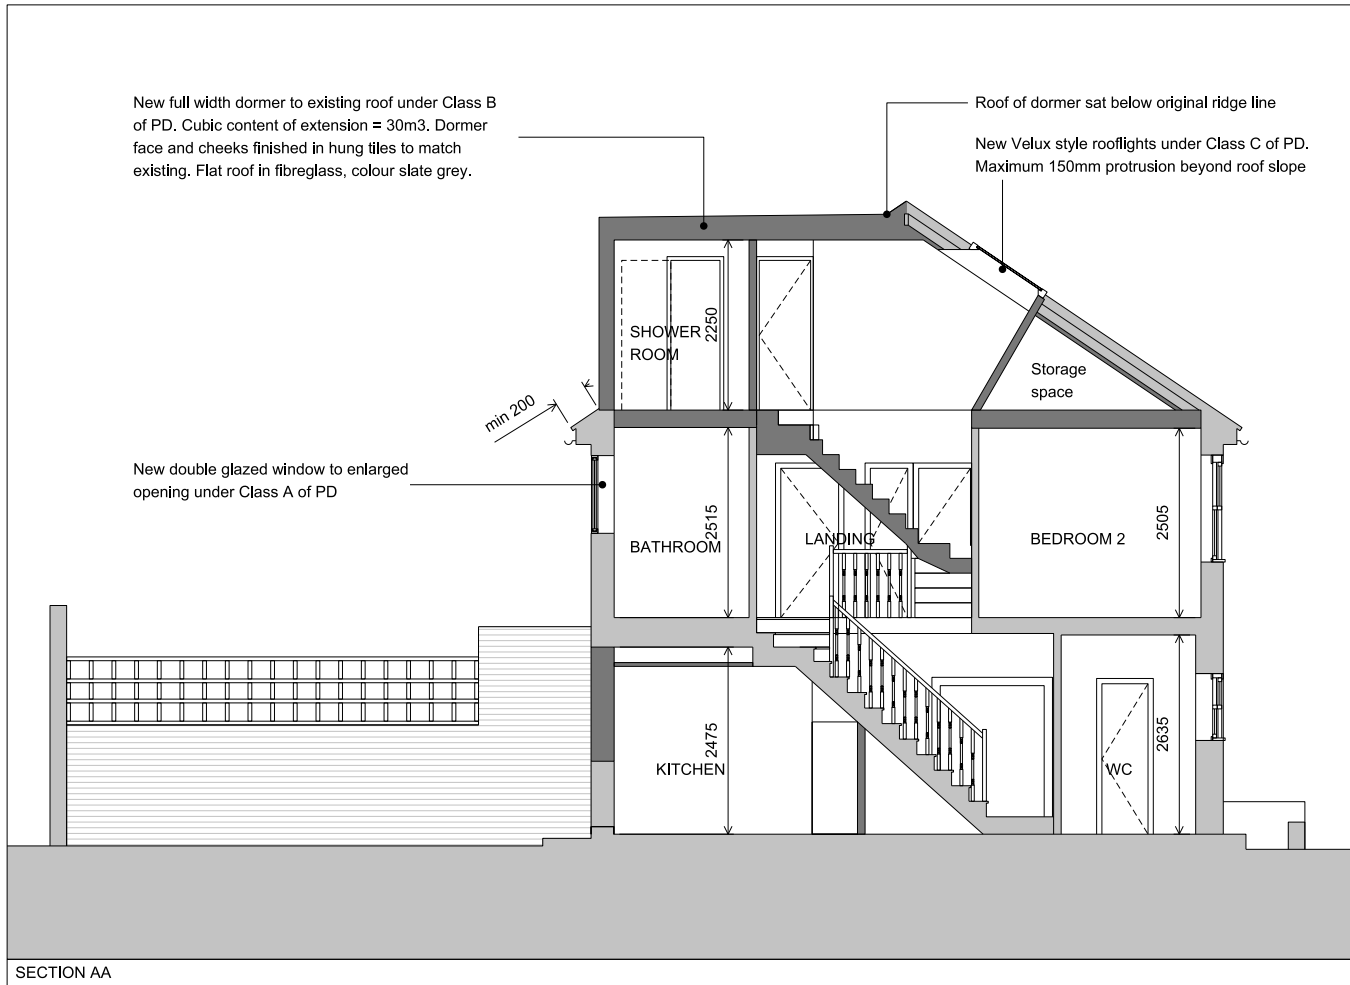 New full width dormer to existing roof under Class B
of PD. Cubic content of extension = 30m3. Dormer
face and cheeks finished in hung tiles to match
existing. Flat roof in fibreglass, colour slate grey.
Roof of dormer sat below original ridge line
New Velux style rooflights under Class C of PD.
Maximum 150mm protrusion beyond roof slope
SHOWER
ROOM
2250
Storage
space
min 200
New double glazed window to enlarged
opening under Class A of PD
BATHROOM
2515
LANDING
BEDROOM 2
2505
KITCHEN
2475
WC
2635
SECTION AA